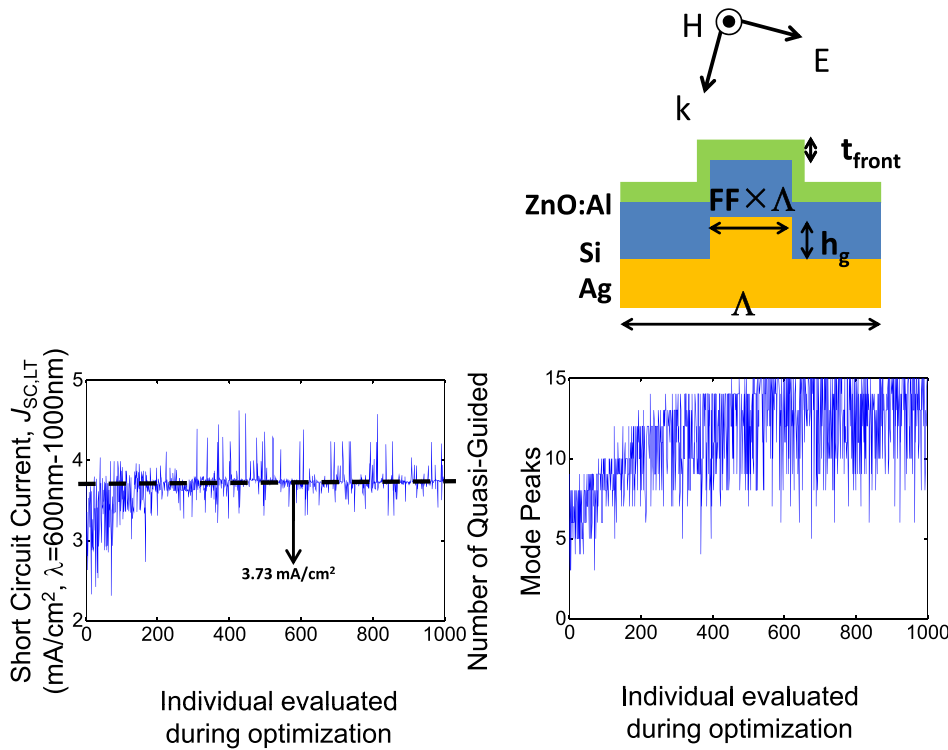 H
E
k
t_front
ZnO:Al
FF × Λ
Si
h_g
Ag
Λ
Short Circuit Current, J_SC,LT
(mA/cm², λ=600nm-1000nm)
5
4
3
2
0
200
400
600
800
1000
3.73 mA/cm²
Individual evaluated
during optimization
Number of Quasi-Guided
Mode Peaks
15
10
5
0
0
200
400
600
800
1000
Individual evaluated
during optimization